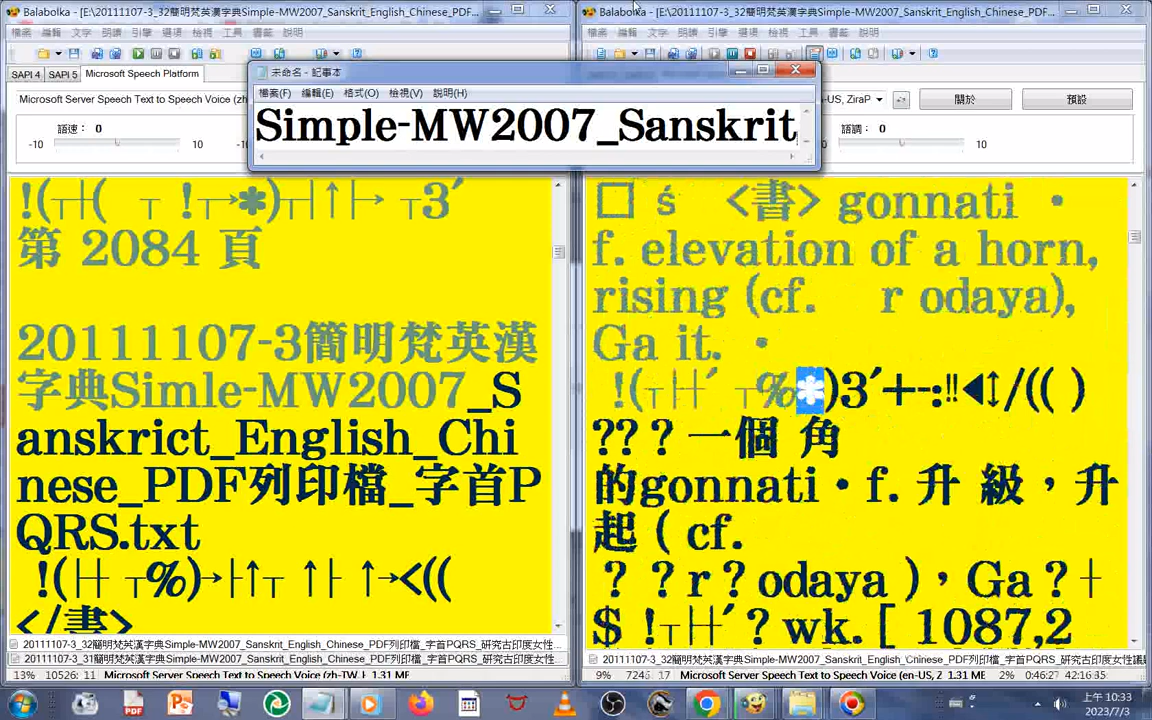 Balabolka - [E:\20111107-3_32簡明梵英漢字典Simple-MW2007_Sanskrit_English_Chinese_PDF...
檔案 編輯 文字 朗讀 引擎 選項 檢視 工具 書籤 說明
SAPI 4 SAPI 5 Microsoft Speech Platform
Microsoft Server Speech Text to Speech Voice (zh
語速： 0
-10 10
!(┬┤( ┬ !┬→✽)┬┤↑├→ ┬3´
第 2084 頁
20111107-3簡明梵英漢
字典Simle-MW2007_S
anskrict_English_Chi
nese_PDF列印檔_字首P
QRS.txt
!(├┤ ┬%)→├↑┬ ↑├ ↑→<((
</書>
20111107-3_32簡明梵英漢字典Simple-MW2007_Sanskrit_English_Chinese_PDF列印檔_字首PQRS_研究古印度女性
20111107-3_31簡明梵英漢字典Simple-MW2007_Sanskrit_English_Chinese_PDF列印檔_字首PQRS_研究古印度女性
13% 10526: 11 Microsoft Server Speech Text to Speech Voice (zh-TW, 1.31 MB
未命名 - 記事本
檔案(F) 編輯(E) 格式(O) 檢視(V) 說明(H)
Simple-MW2007_Sanskrit
Balabolka - [E:\20111107-3_32簡明梵英漢字典Simple-MW2007_Sanskrit_English_Chinese_PDF...
檔案 編輯 文字 朗讀 引擎 選項 檢視 工具 書籤 說明
-US, ZiraP 關於 預設
語調： 0
-10 10
□ ś <書> gonnati •
f. elevation of a horn,
rising (cf. r odaya),
Ga it. •
!(┬├┤´ ┬%✽)3´+-:‼◄↕/(( )
?? ? 一個 角
的gonnati • f. 升 級，升
起 ( cf.
? ? r ? odaya )，Ga ? ┼
$ !┬├┤´ ? wk. [ 1087,2
20111107-3_32簡明梵英漢字典Simple-MW2007_Sanskrit_English_Chinese_PDF列印檔_字首PQRS_研究古印度女性議
9% 7245: 17 Microsoft Server Speech Text to Speech Voice (en-US, Z 1.31 MB 2% 0:46:27 42:16:35
上午 10:33
2023/7/3